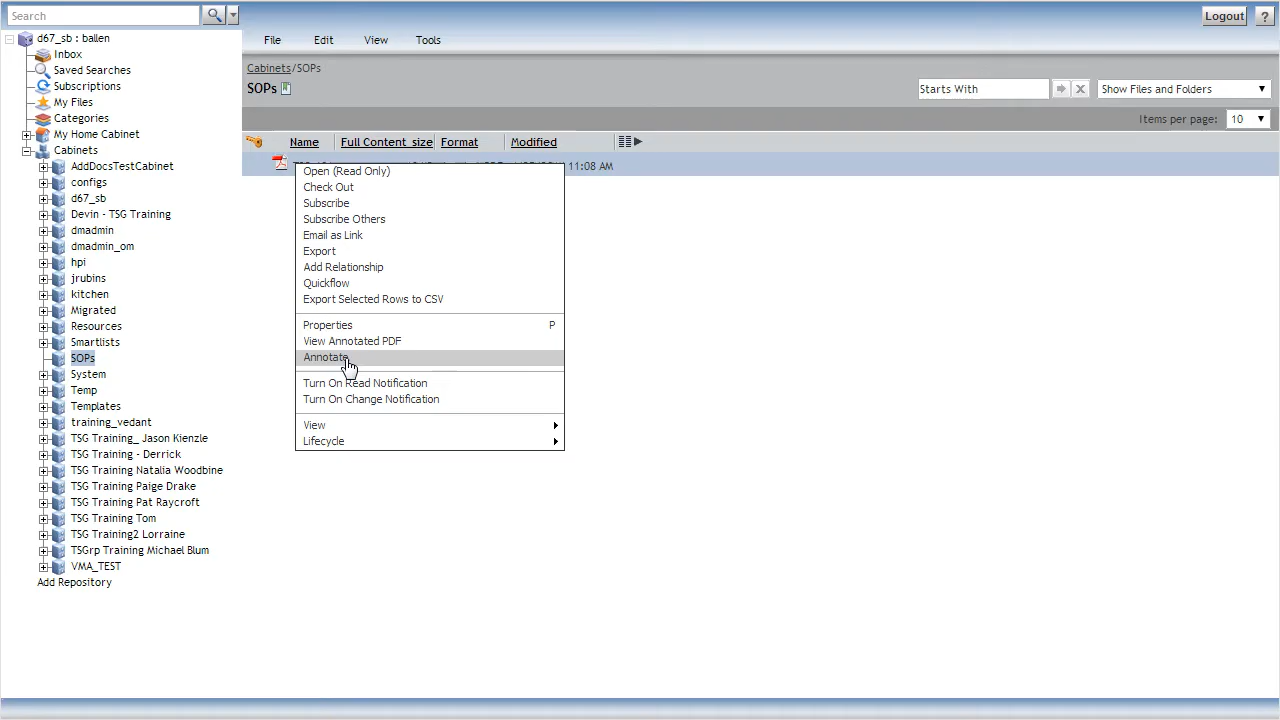 Search
Logout
?
d67_sb : ballen
Inbox
Saved Searches
Subscriptions
My Files
Categories
My Home Cabinet
Cabinets
AddDocsTestCabinet
configs
d67_sb
Devin - TSG Training
dmadmin
dmadmin_om
hpi
jrubins
kitchen
Migrated
Resources
Smartlists
SOPs
System
Temp
Templates
training_vedant
TSG Training_ Jason Kienzle
TSG Training - Derrick
TSG Training Natalia Woodbine
TSG Training Paige Drake
TSG Training Pat Raycroft
TSG Training Tom
TSG Training2 Lorraine
TSGrp Training Michael Blum
VMA_TEST
Add Repository
File Edit View Tools
Cabinets/SOPs
SOPs
Starts With
Show Files and Folders
Items per page: 10
Name Full Content size Format Modified
11:08 AM
Open (Read Only)
Check Out
Subscribe
Subscribe Others
Email as Link
Export
Add Relationship
Quickflow
Export Selected Rows to CSV
Properties P
View Annotated PDF
Annotate
Turn On Read Notification
Turn On Change Notification
View
Lifecycle